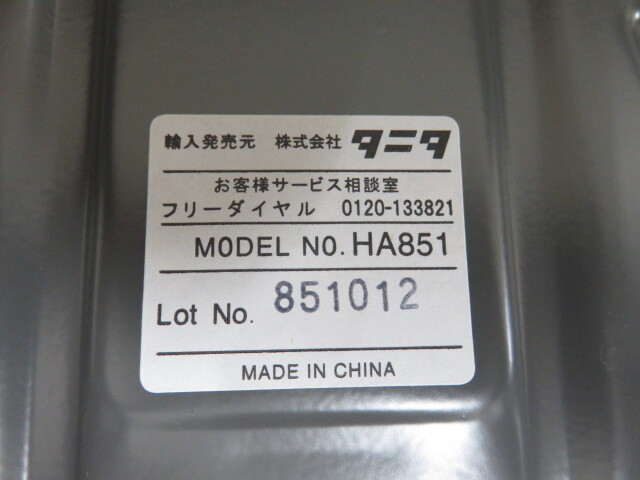 輸入発売元 株式会社 タニタ
お客様サービス相談室
フリーダイヤル 0120-133821
MODEL NO. HA851
Lot No. 851012
MADE IN CHINA